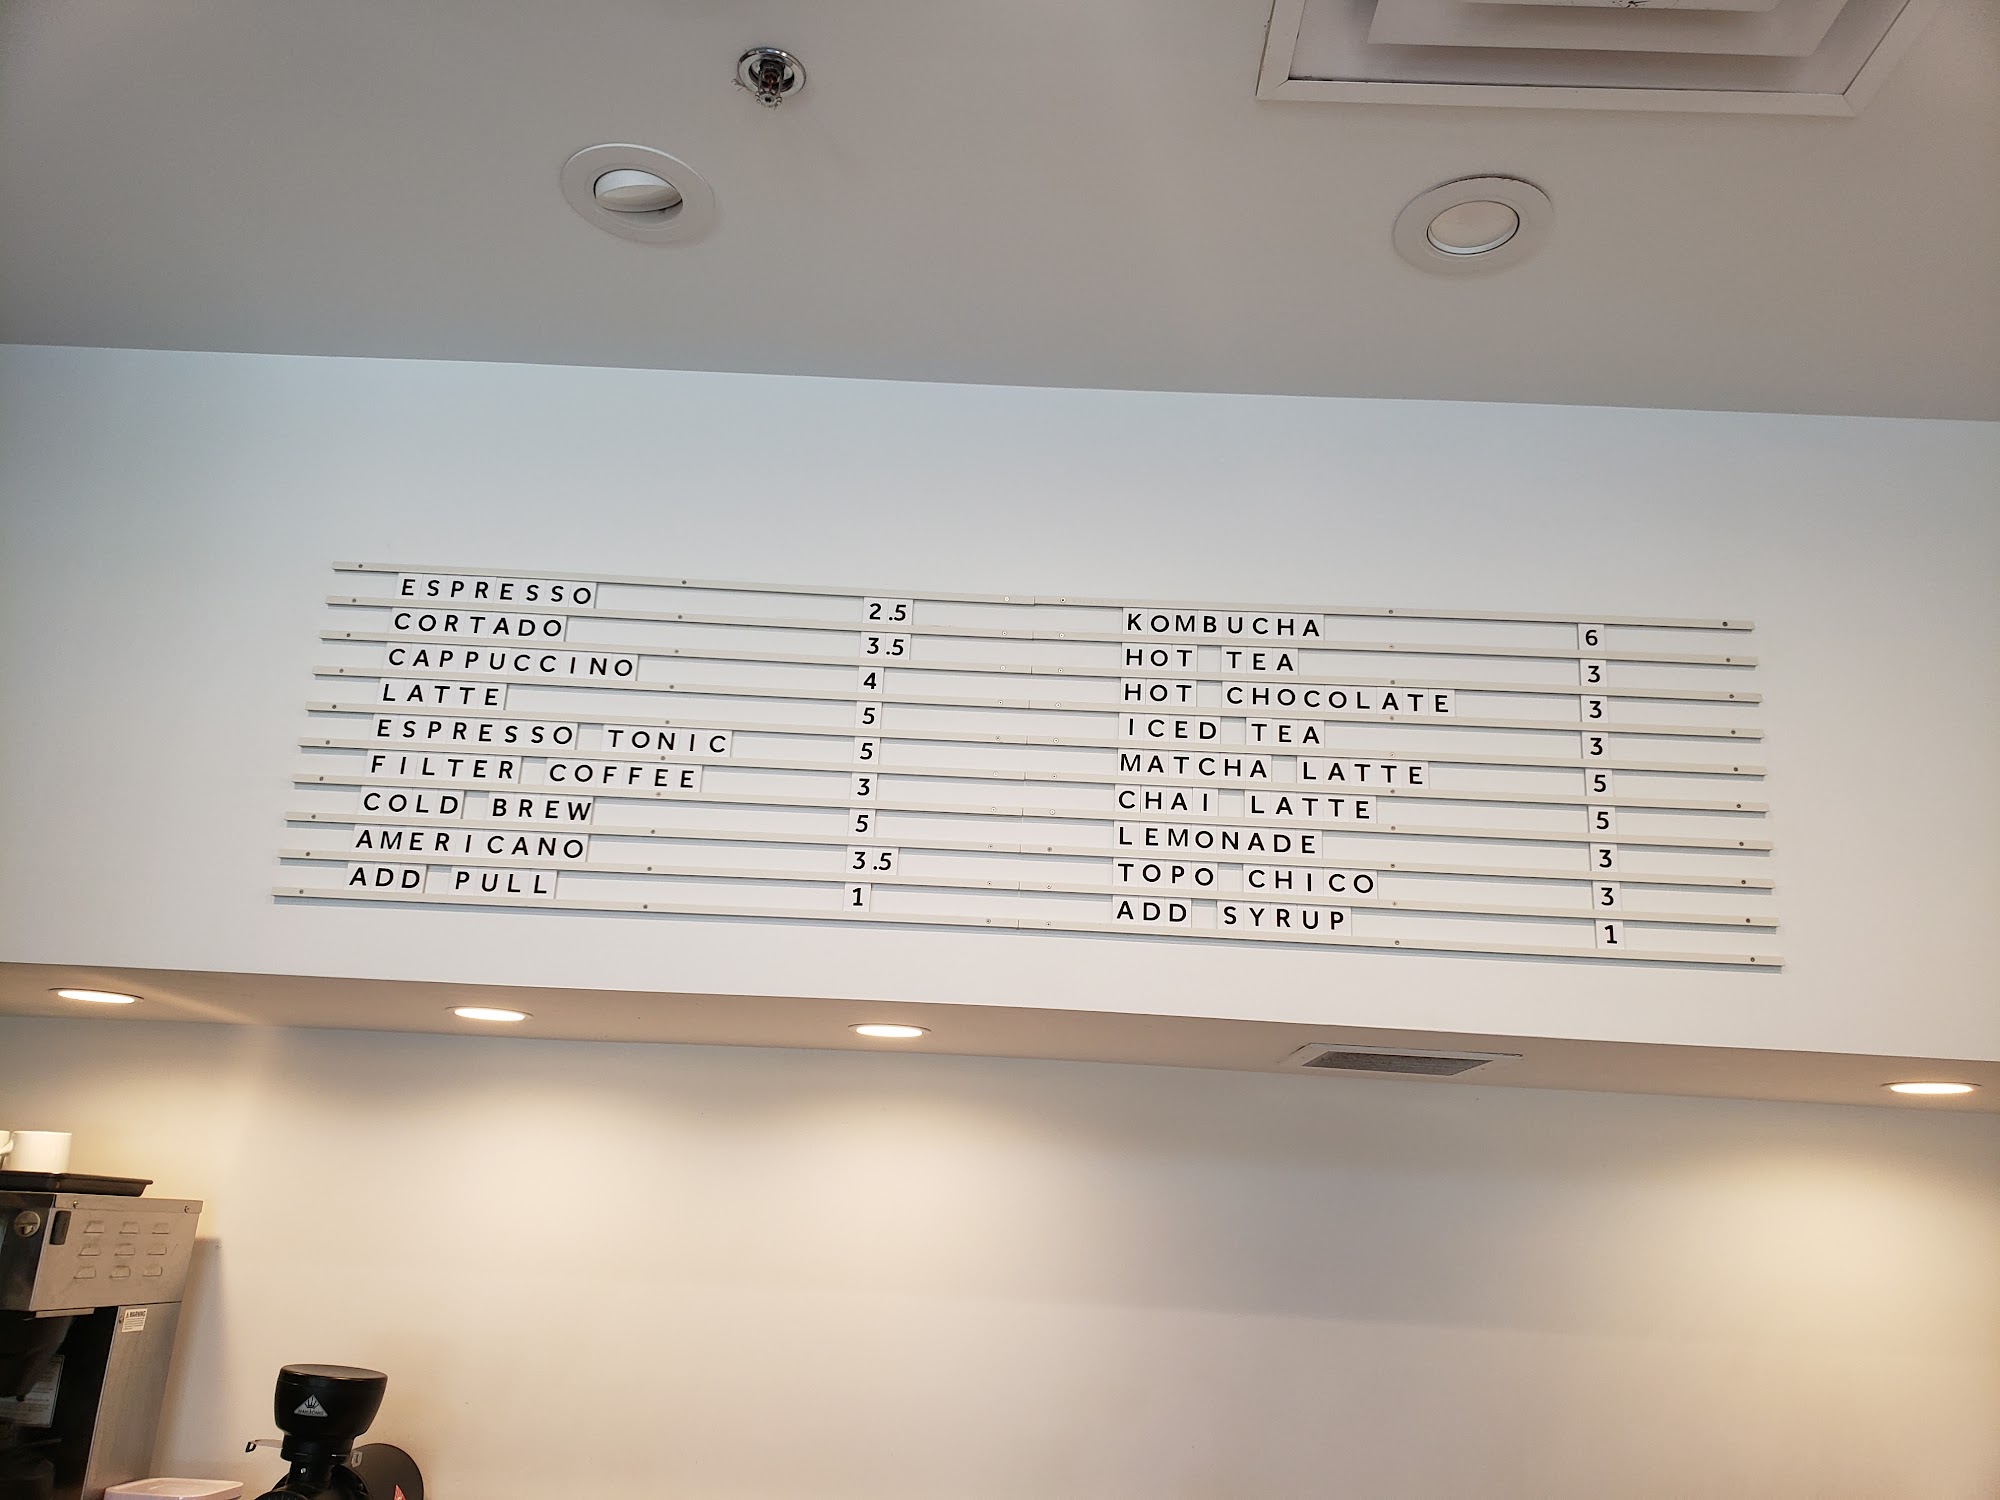 ESPRESSO 2.5
CORTADO 3.5
CAPPUCCINO 4
LATTE 5
ESPRESSO TONIC 5
FILTER COFFEE 3
COLD BREW 5
AMERICANO 3.5
ADD PULL 1
KOMBUCHA 6
HOT TEA 3
HOT CHOCOLATE 3
ICED TEA 3
MATCHA LATTE 5
CHAI LATTE 5
LEMONADE 3
TOPO CHICO 3
ADD SYRUP 1
WARNING